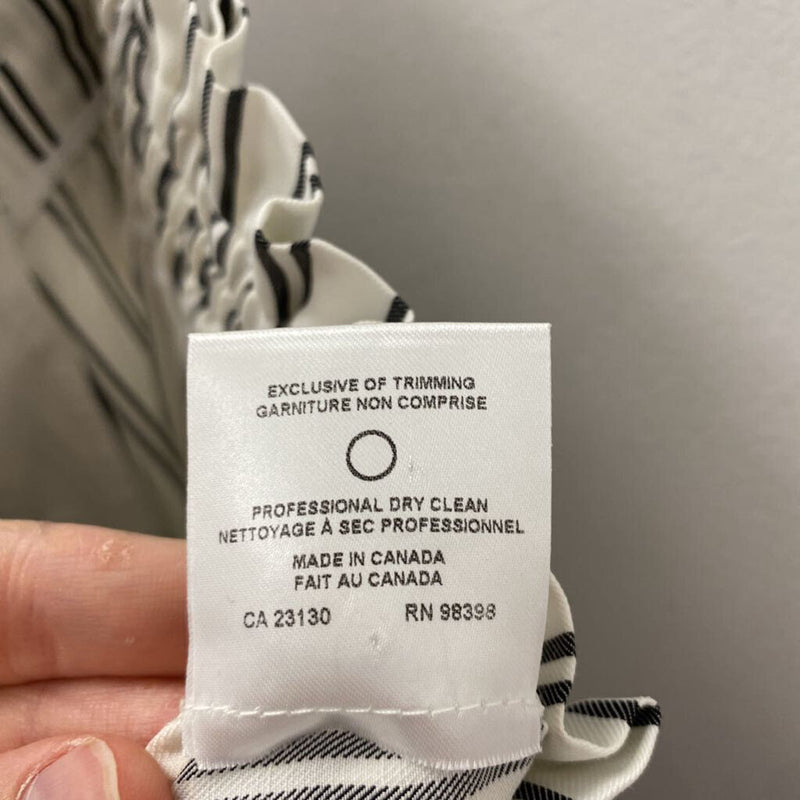 EXCLUSIVE OF TRIMMING
GARNITURE NON COMPRISE
PROFESSIONAL DRY CLEAN
NETTOYAGE À SEC PROFESSIONNEL
MADE IN CANADA
FAIT AU CANADA
CA 23130 RN 98398